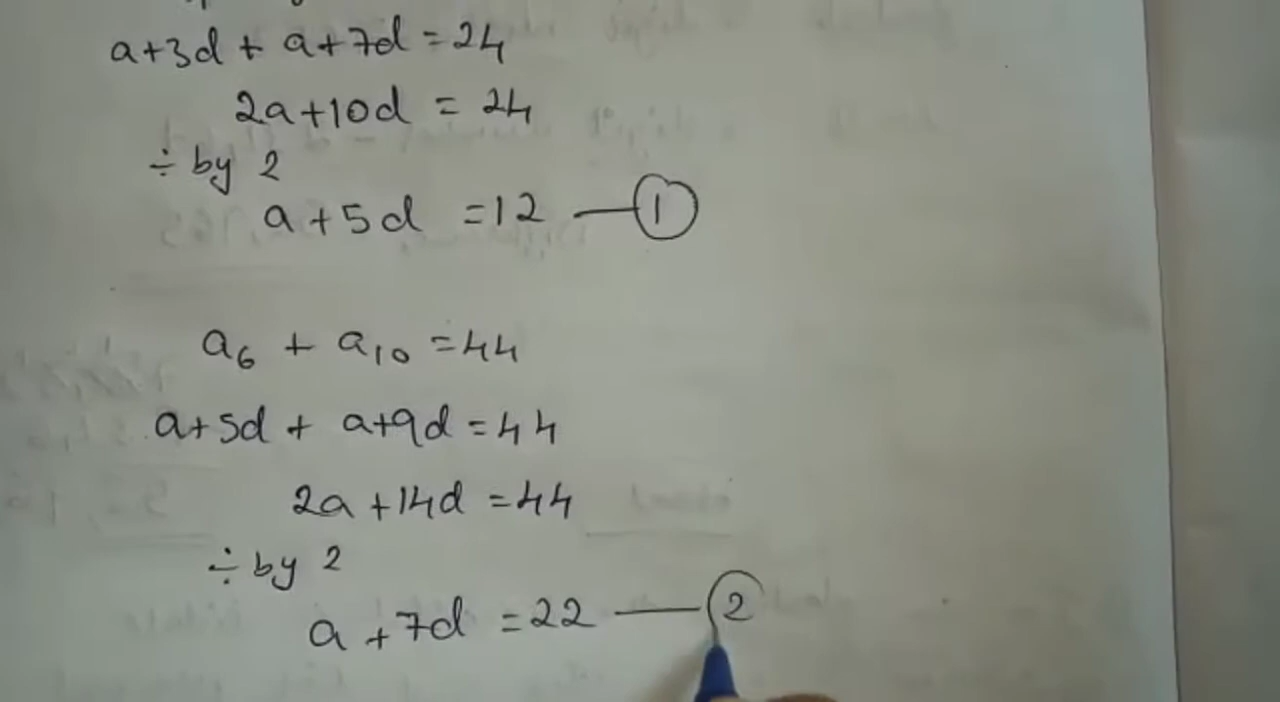 a+3d + a+7d = 24
2a+10d = 24
÷ by 2
a+5d = 12 — ①
a₆ + a₁₀ = 44
a+5d + a+9d = 44
2a+14d = 44
÷ by 2
a+7d = 22 — ②